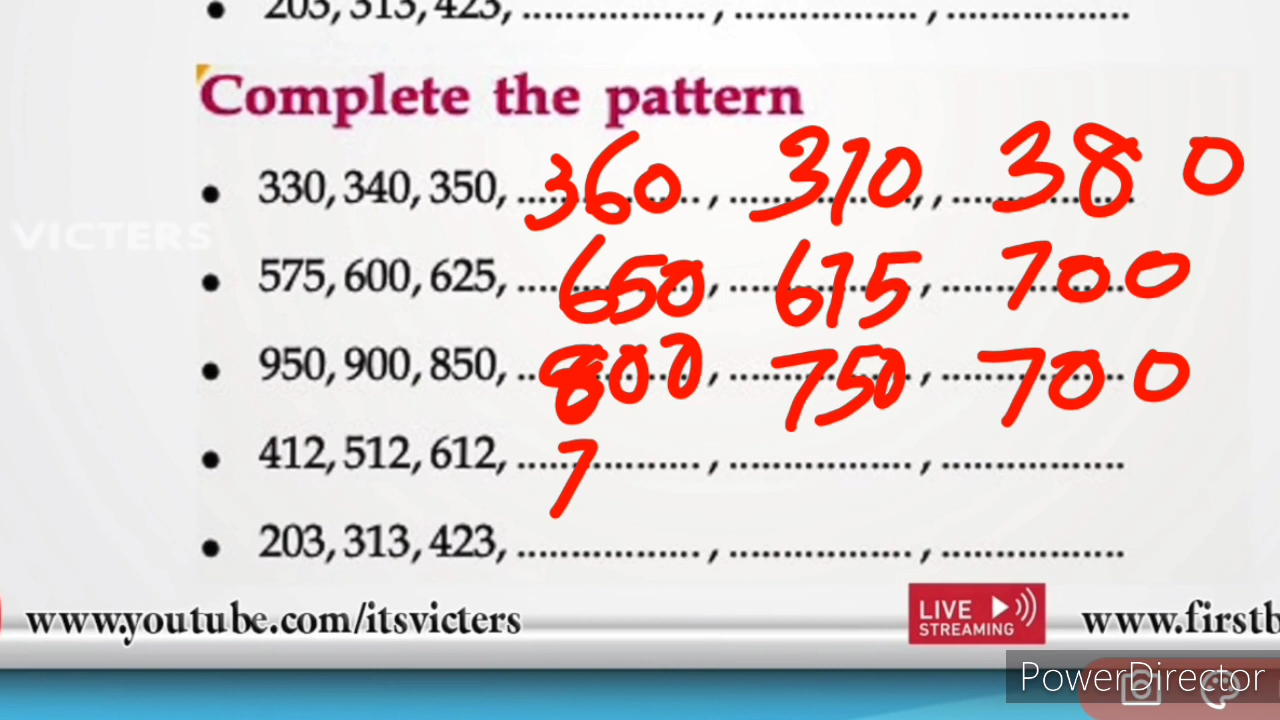 203, 313, 423, .................. , .................. , ..................
Complete the pattern
330, 340, 350, 360 , 370 , , 380
575, 600, 625, 650 , 675 , 700
950, 900, 850, 800 , 750 , 700
412, 512, 612, 7 .................. , .................. , ..................
203, 313, 423, .................. , .................. , ..................
VICTERS
www.youtube.com/itsvicters LIVE STREAMING www.firstb
PowerDirector